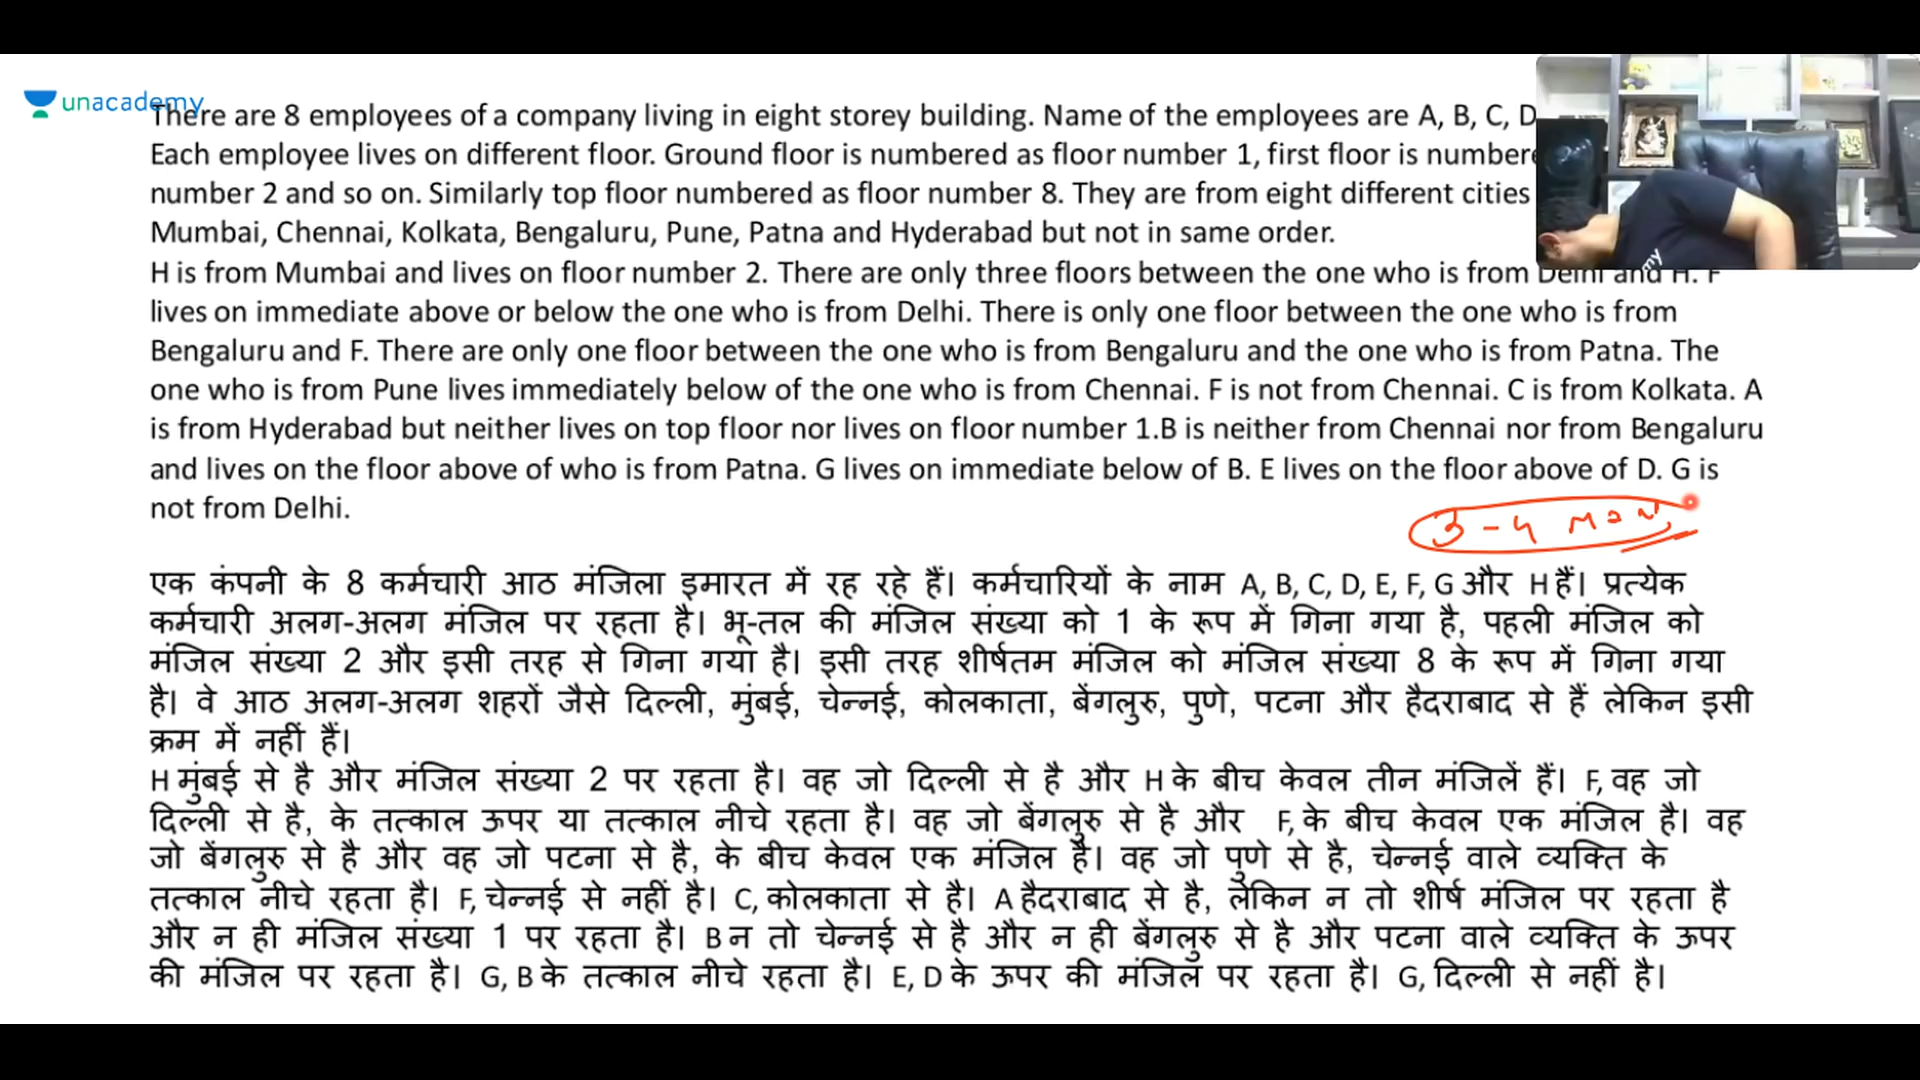 unacademy
There are 8 employees of a company living in eight storey building. Name of the employees are A, B, C, D
Each employee lives on different floor. Ground floor is numbered as floor number 1, first floor is numbere
number 2 and so on. Similarly top floor numbered as floor number 8. They are from eight different cities
Mumbai, Chennai, Kolkata, Bengaluru, Pune, Patna and Hyderabad but not in same order.
H is from Mumbai and lives on floor number 2. There are only three floors between the one who is from Delhi and H. F
lives on immediate above or below the one who is from Delhi. There is only one floor between the one who is from
Bengaluru and F. There are only one floor between the one who is from Bengaluru and the one who is from Patna. The
one who is from Pune lives immediately below of the one who is from Chennai. F is not from Chennai. C is from Kolkata. A
is from Hyderabad but neither lives on top floor nor lives on floor number 1.B is neither from Chennai nor from Bengaluru
and lives on the floor above of who is from Patna. G lives on immediate below of B. E lives on the floor above of D. G is
not from Delhi.
3-4
एक कंपनी के 8 कर्मचारी आठ मंजिला इमारत में रह रहे हैं। कर्मचारियों के नाम A, B, C, D, E, F, G और H हैं। प्रत्येक
कर्मचारी अलग-अलग मंजिल पर रहता है। भू-तल की मंजिल संख्या को 1 के रूप में गिना गया है, पहली मंजिल को
मंजिल संख्या 2 और इसी तरह से गिना गया है। इसी तरह शीर्षतम मंजिल को मंजिल संख्या 8 के रूप में गिना गया
है। वे आठ अलग-अलग शहरों जैसे दिल्ली, मुंबई, चेन्नई, कोलकाता, बेंगलुरु, पुणे, पटना और हैदराबाद से हैं लेकिन इसी
क्रम में नहीं हैं।
H मुंबई से है और मंजिल संख्या 2 पर रहता है। वह जो दिल्ली से है और H के बीच केवल तीन मंजिलें हैं। F, वह जो
दिल्ली से है, के तत्काल ऊपर या तत्काल नीचे रहता है। वह जो बेंगलुरु से है और F, के बीच केवल एक मंजिल है। वह
जो बेंगलुरु से है और वह जो पटना से है, के बीच केवल एक मंजिल है। वह जो पुणे से है, चेन्नई वाले व्यक्ति के
तत्काल नीचे रहता है। F, चेन्नई से नहीं है। C, कोलकाता से है। A हैदराबाद से है, लेकिन न तो शीर्ष मंजिल पर रहता है
और न ही मंजिल संख्या 1 पर रहता है। B न तो चेन्नई से है और न ही बेंगलुरु से है और पटना वाले व्यक्ति के ऊपर
की मंजिल पर रहता है। G, B के तत्काल नीचे रहता है। E, D के ऊपर की मंजिल पर रहता है। G, दिल्ली से नहीं है।